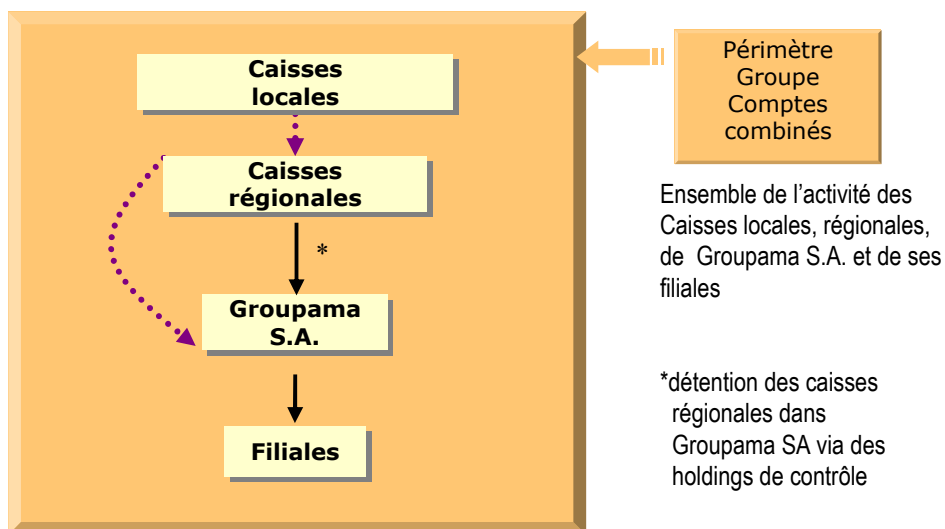 Caisses
locales
Caisses
régionales
*
Groupama
S.A.
Filiales
Périmètre
Groupe
Comptes
combinés
Ensemble de l’activité des
Caisses locales, régionales,
de Groupama S.A. et de ses
filiales
*détention des caisses
régionales dans
Groupama SA via des
holdings de contrôle